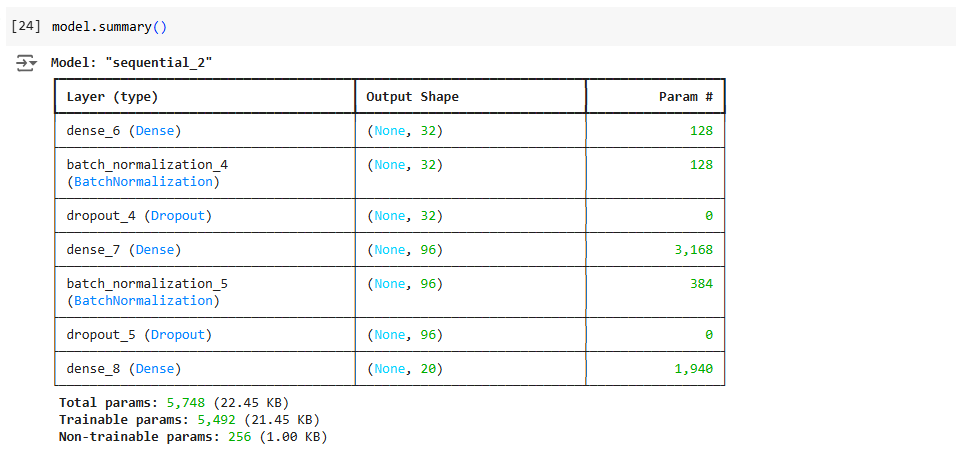 [24] model.summary()
Model: "sequential_2"
Layer (type) Output Shape Param #
dense_6 (Dense) (None, 32) 128
batch_normalization_4 (None, 32) 128
(BatchNormalization)
dropout_4 (Dropout) (None, 32) 0
dense_7 (Dense) (None, 96) 3,168
batch_normalization_5 (None, 96) 384
(BatchNormalization)
dropout_5 (Dropout) (None, 96) 0
dense_8 (Dense) (None, 20) 1,940
Total params: 5,748 (22.45 KB)
Trainable params: 5,492 (21.45 KB)
Non-trainable params: 256 (1.00 KB)